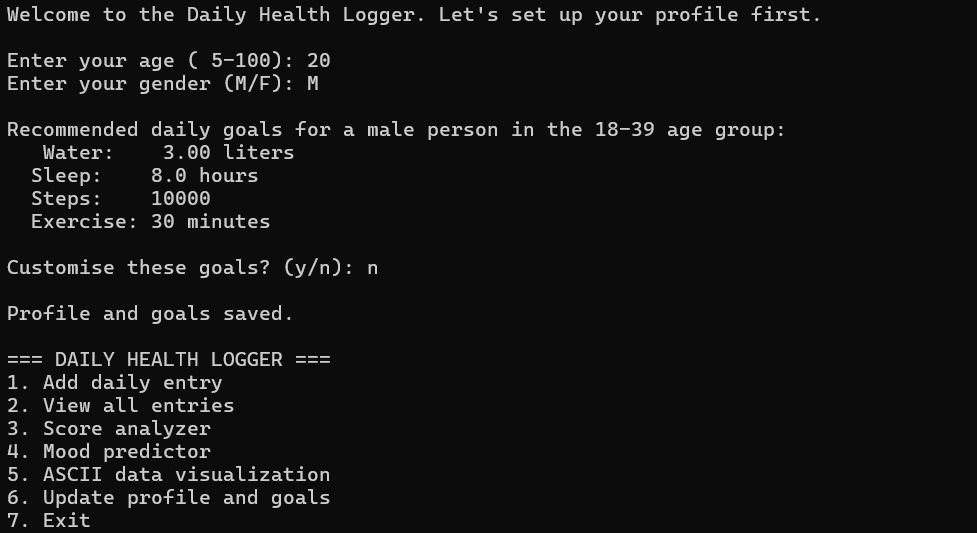 Welcome to the Daily Health Logger. Let's set up your profile first.
Enter your age ( 5-100): 20
Enter your gender (M/F): M
Recommended daily goals for a male person in the 18-39 age group:
   Water:    3.00 liters
  Sleep:    8.0 hours
  Steps:    10000
  Exercise: 30 minutes
Customise these goals? (y/n): n
Profile and goals saved.
=== DAILY HEALTH LOGGER ===
1. Add daily entry
2. View all entries
3. Score analyzer
4. Mood predictor
5. ASCII data visualization
6. Update profile and goals
7. Exit